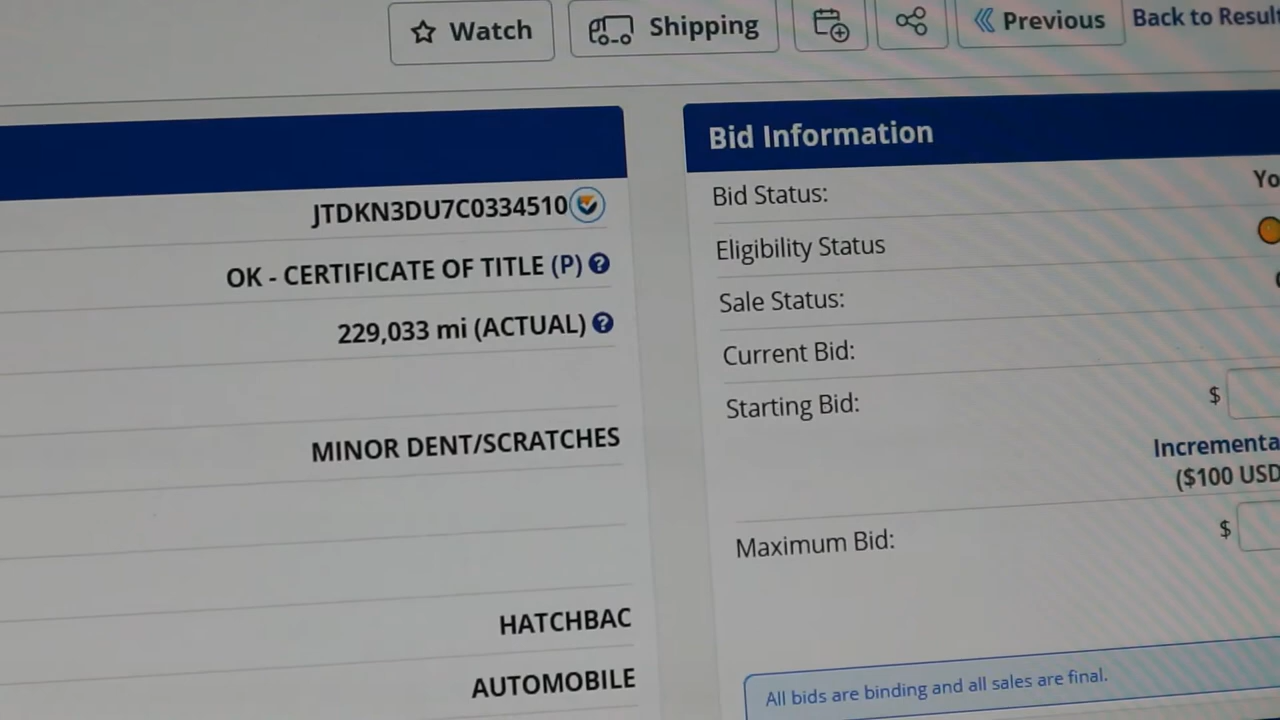 Watch
Shipping
Previous
Back to Result
JTDKN3DU7C0334510
OK - CERTIFICATE OF TITLE (P) ?
229,033 mi (ACTUAL) ?
MINOR DENT/SCRATCHES
HATCHBAC
AUTOMOBILE
Bid Information
Bid Status:
Yo
Eligibility Status
Sale Status:
Current Bid:
Starting Bid:
$
Incrementa
($100 USD
Maximum Bid:
$
All bids are binding and all sales are final.